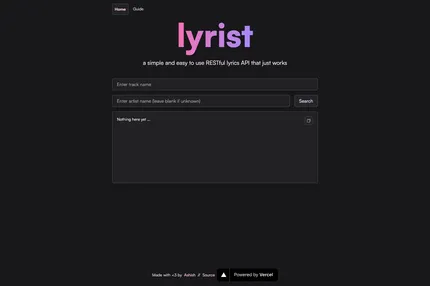 Home Guide
lyrist
a simple and easy to use RESTful lyrics API that just works
Enter track name
Enter artist name (leave blank if unknown)
Search
Nothing here yet ...
Made with <3 by Ashish // Source
Powered by Vercel